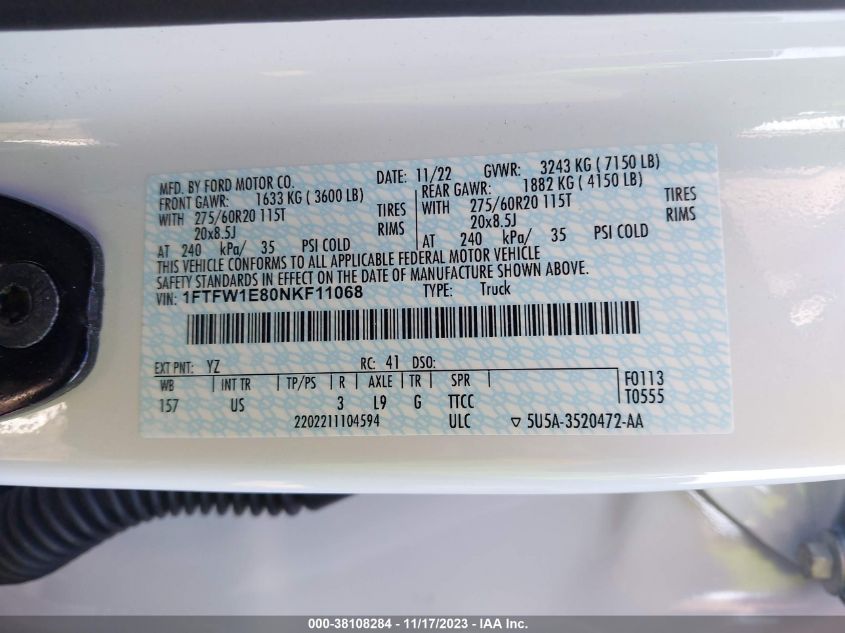 MFD. BY FORD MOTOR CO. DATE: 11/22 GVWR: 3243 KG ( 7150 LB)
FRONT GAWR: 1633 KG ( 3600 LB) REAR GAWR: 1882 KG ( 4150 LB)
WITH 275/60R20 115T TIRES WITH 275/60R20 115T TIRES
20x8.5J RIMS 20x8.5J RIMS
AT 240 kPa/ 35 PSI COLD AT 240 kPa/ 35 PSI COLD
THIS VEHICLE CONFORMS TO ALL APPLICABLE FEDERAL MOTOR VEHICLE
SAFETY STANDARDS IN EFFECT ON THE DATE OF MANUFACTURE SHOWN ABOVE.
VIN: 1FTFW1E80NKF11068 TYPE: Truck
EXT PNT: YZ RC: 41 DSO:
WB INT TR TP/PS R AXLE TR SPR F0113
157 US 3 L9 G TTCC T0555
2202211104594 ULC ▽ 5U5A-3520472-AA
000-38108284 - 11/17/2023 - IAA Inc.